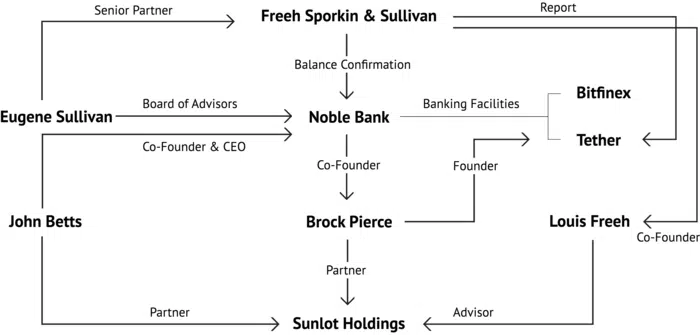 Senior Partner
Freeh Sporkin & Sullivan
Report
Balance Confirmation
Bitfinex
Board of Advisors
Banking Facilities
Eugene Sullivan
Noble Bank
Co-Founder & CEO
Tether
Co-Founder
Founder
John Betts
Brock Pierce
Louis Freeh
Co-Founder
Partner
Partner
Advisor
Sunlot Holdings